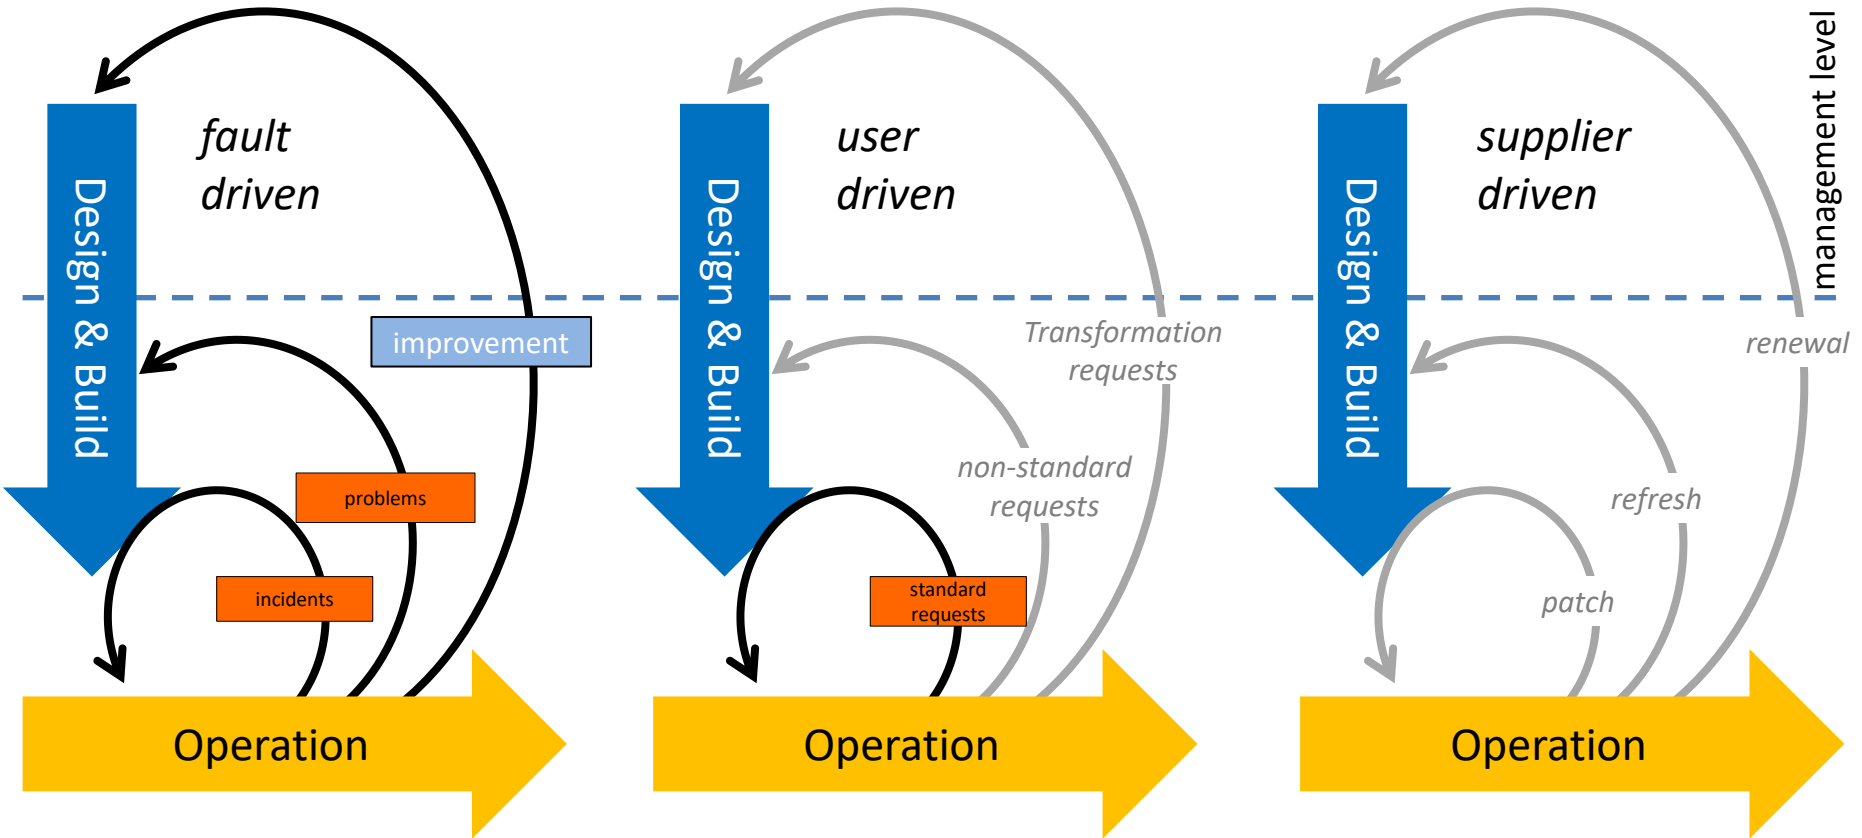 fault
driven
Design & Build
improvement
problems
incidents
Operation
user
driven
Design & Build
Transformation
requests
non-standard
requests
standard
requests
Operation
supplier
driven
Design & Build
renewal
refresh
patch
Operation
management level